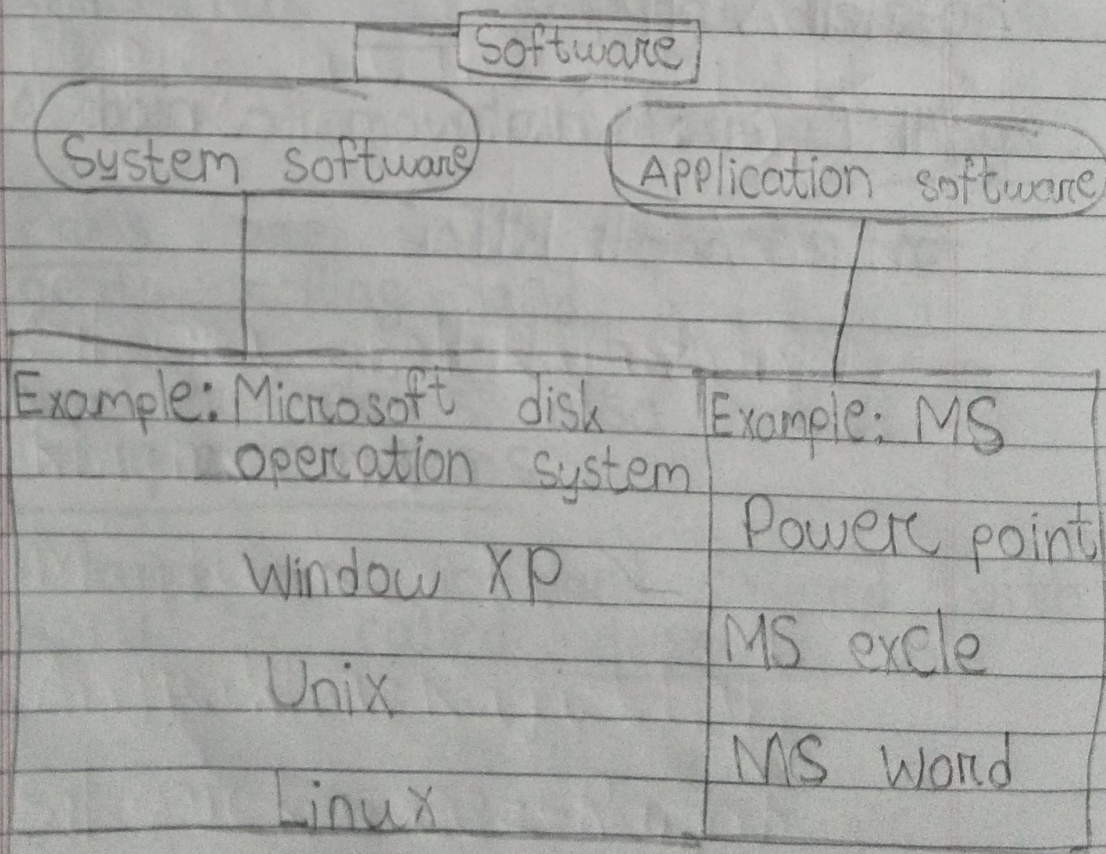 Software
System software
Application software
Example: Microsoft disk
operation system
Window XP
Unix
Linux
Example: MS
Power point
MS excle
MS Word